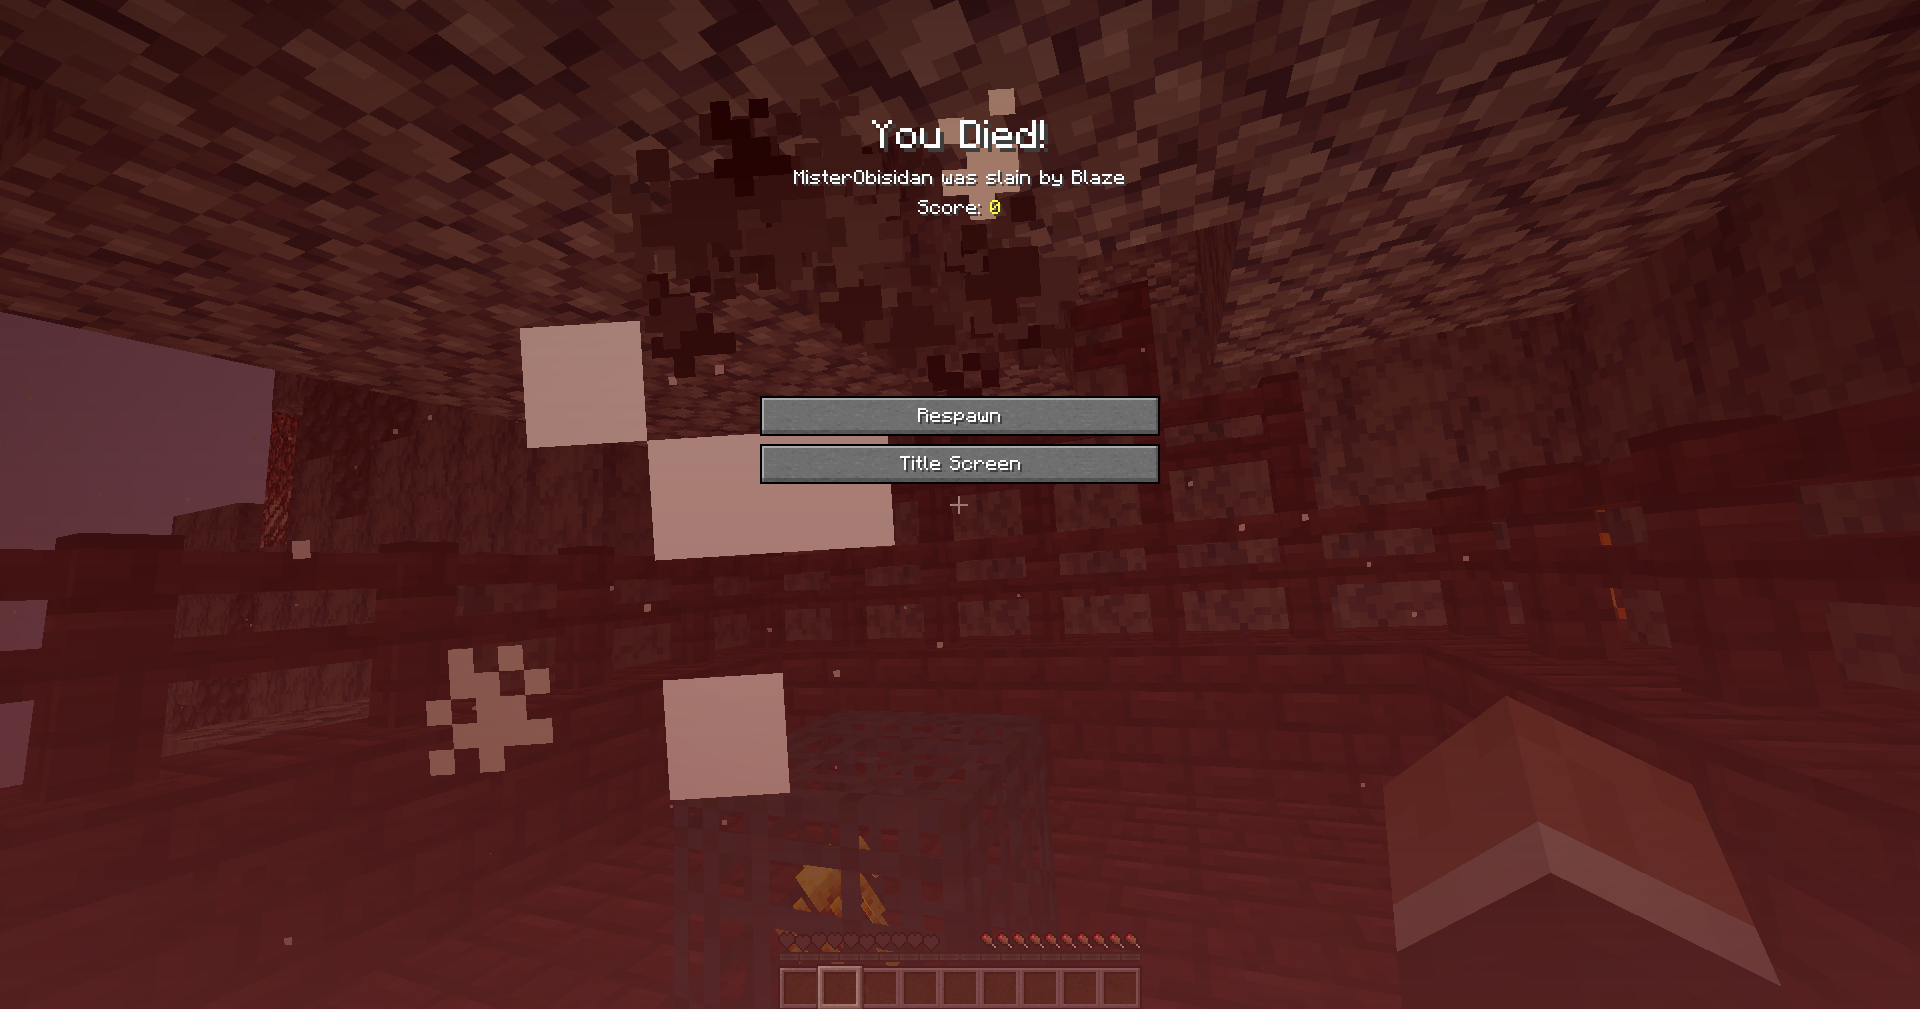 You Died!
MisterObisidan was slain by Blaze
Score: 0
Respawn
Title Screen